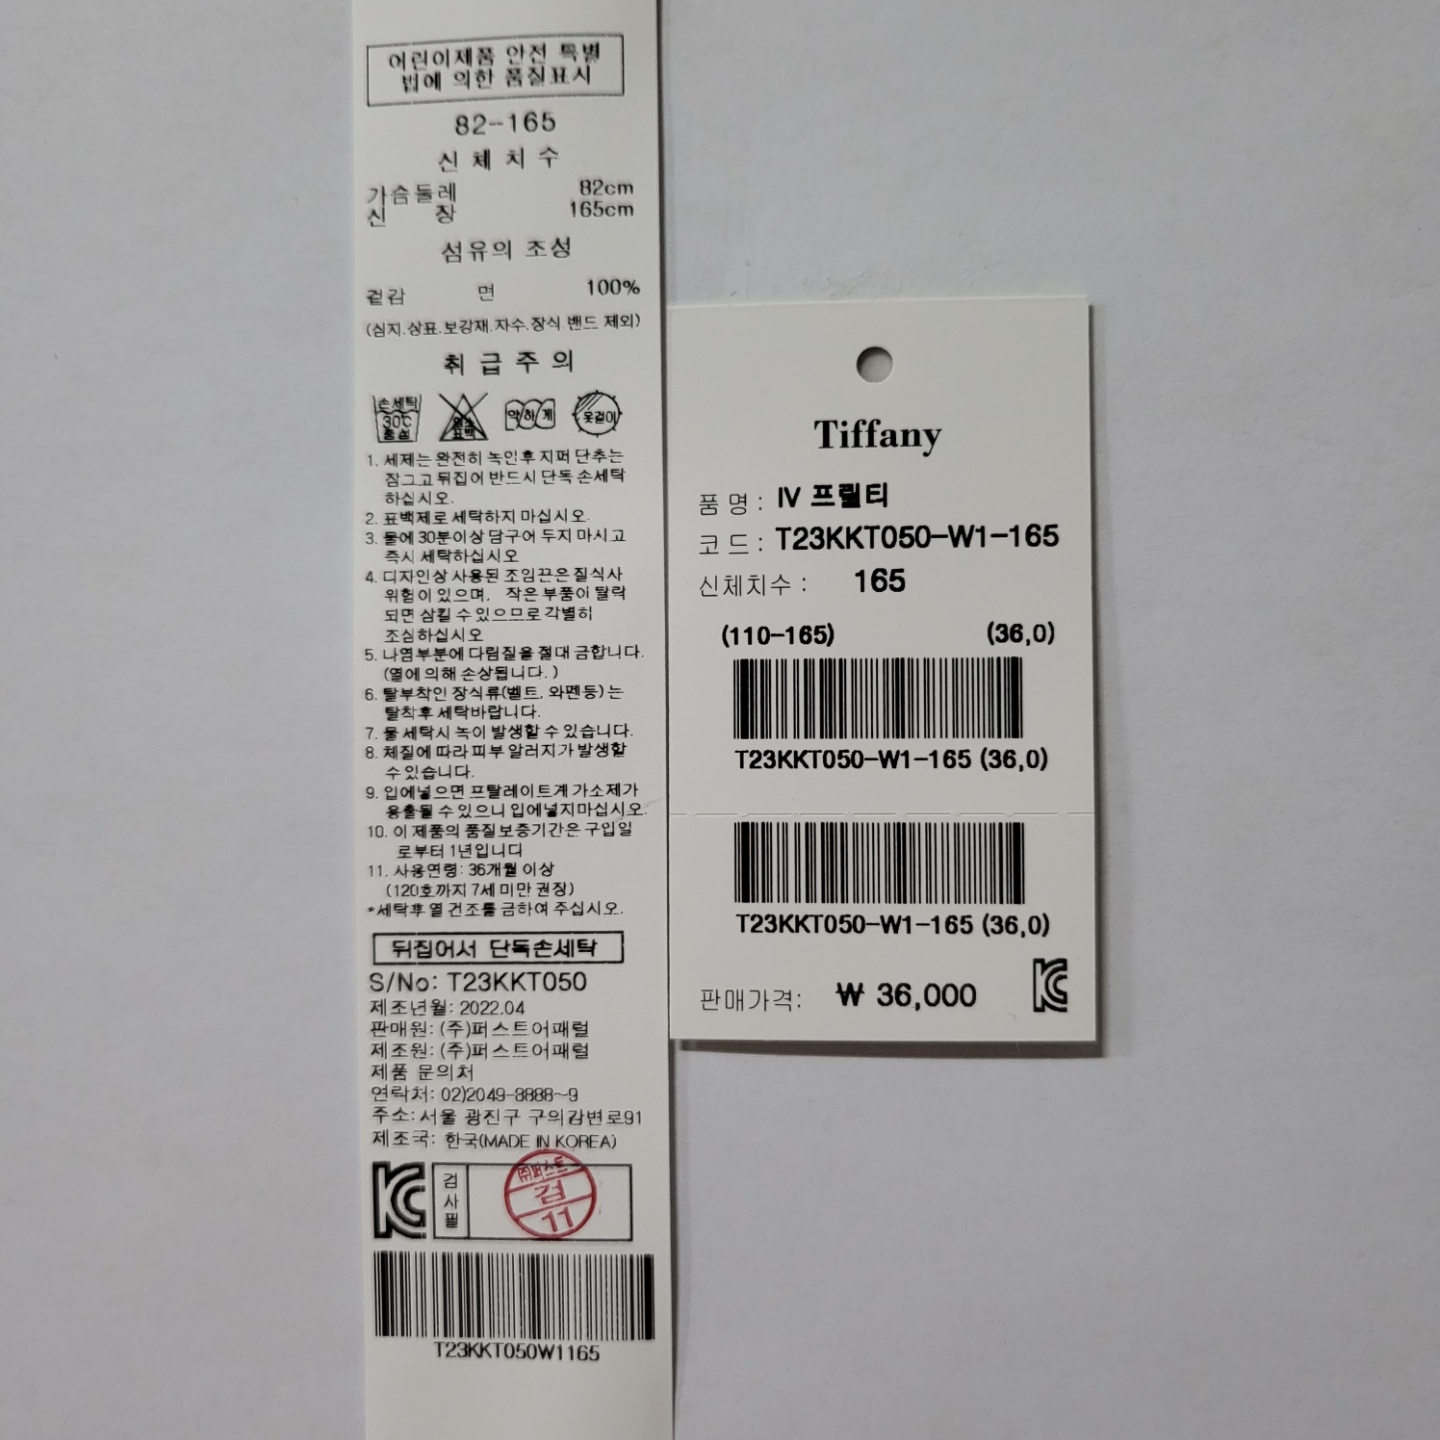 어린이제품 안전 특별
법에 의한 품질표시
82-165
신 체 치 수
가슴둘레 82cm
신 장 165cm
섬유의 조성
겉감 면 100%
(심지.상표.보강재.자수.장식 밴드 제외)
취 급 주 의
손세탁
30℃
중성
염소
표백
약하게
옷걸이
1. 세제는 완전히 녹인후 지퍼 단추는
잠그고 뒤집어 반드시 단독 손세탁
하십시오.
2. 표백제로 세탁하지 마십시오.
3. 물에 30분이상 담구어 두지 마시고
즉시 세탁하십시오
4. 디자인상 사용된 조임끈은 질식사
위험이 있으며, 작은 부품이 탈락
되면 삼킬 수 있으므로 각별히
조심하십시오
5. 나염부분에 다림질을 절대 금합니다.
(열에 의해 손상됩니다. )
6. 탈부착인 장식류(벨트, 와펜등) 는
탈착후 세탁바랍니다.
7. 물 세탁시 녹이 발생할 수 있습니다.
8. 체질에 따라 피부 알러지가 발생할
수 있습니다.
9. 입에넣으면 프탈레이트계 가소제가
용출될 수 있으니 입에넣지마십시오.
10. 이 제품의 품질보증기간은 구입일
로부터 1년입니다
11. 사용연령: 36개월 이상
(120호까지 7세 미만 권장)
*세탁후 열 건조를 금하여 주십시오.
뒤집어서 단독손세탁
S/No: T23KKT050
제조년월: 2022.04
판매원: (주)퍼스트어패럴
제조원: (주)퍼스트어패럴
제품 문의처
연락처: 02)2049-8888~9
주소: 서울 광진구 구의강변로91
제조국: 한국(MADE IN KOREA)
KC
검사필
㈜퍼스트
검
11
T23KKT050W1165
Tiffany
품 명 : IV 프릴티
코 드 : T23KKT050-W1-165
신체치수 : 165
(110-165) (36,0)
T23KKT050-W1-165 (36,0)
T23KKT050-W1-165 (36,0)
판매가격: ₩ 36,000
KC